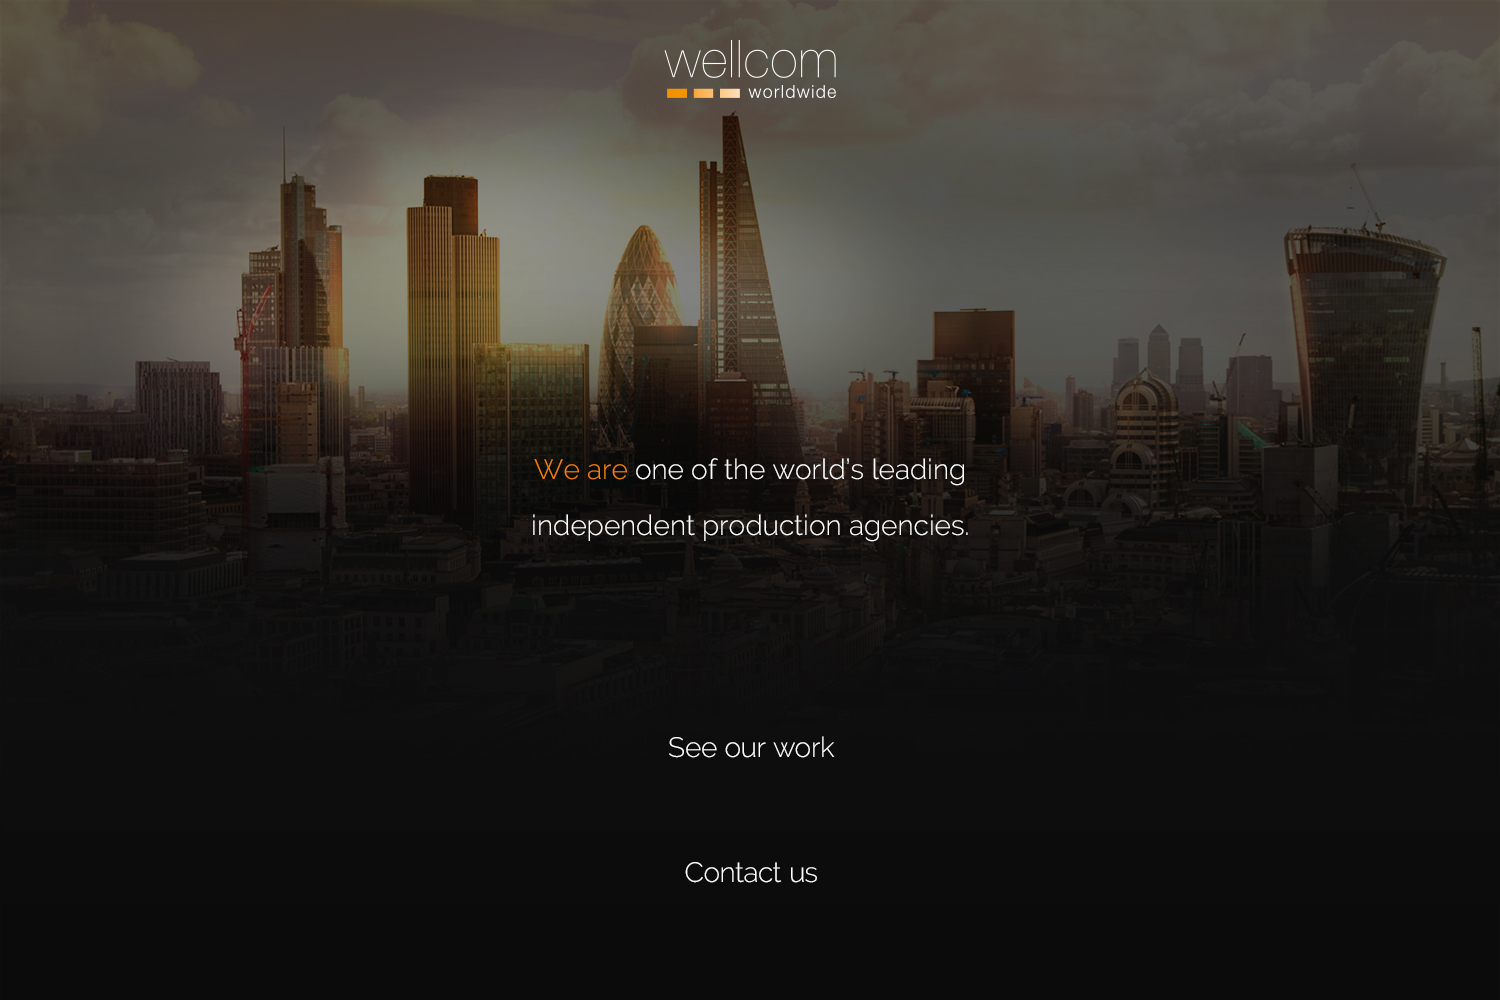 wellcom
worldwide
We are one of the world’s leading
independent production agencies.
See our work
Contact us